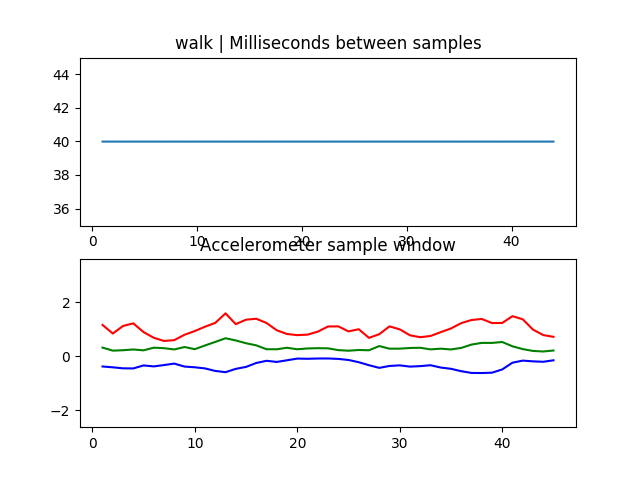 walk | Milliseconds between samples
44
42
40
38
36
0 10 20 30 40
Accelerometer sample window
2
0
−2
0 10 20 30 40